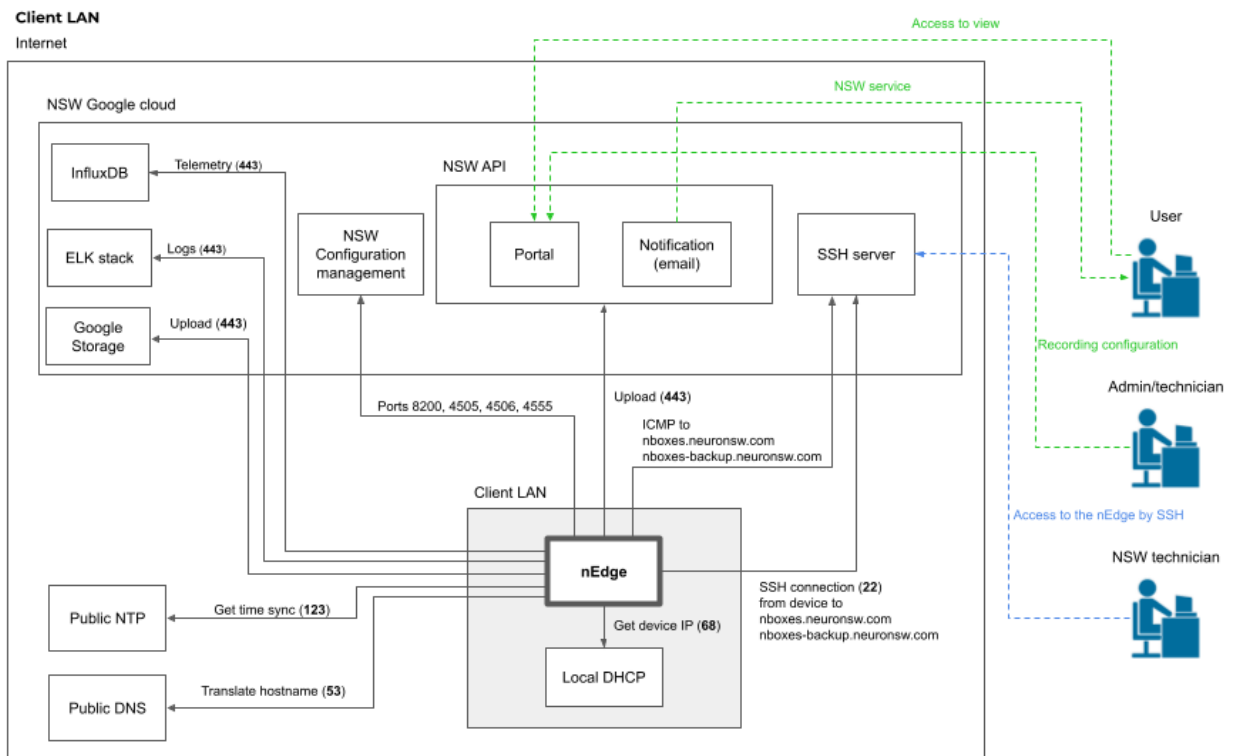 Client LAN
Internet
Access to view
NSW service
NSW Google cloud
InfluxDB
Telemetry (443)
NSW API
NSW
Configuration
management
Portal
Notification
(email)
SSH server
User
ELK stack
Logs (443)
Google
Storage
Upload (443)
Recording configuration
Admin/technician
Ports 8200, 4505, 4506, 4555
Upload (443)
ICMP to
nboxes.neuronsw.com
nboxes-backup.neuronsw.com
Client LAN
Access to the nEdge by SSH
NSW technician
nEdge
SSH connection (22)
from device to
nboxes.neuronsw.com
nboxes-backup.neuronsw.com
Public NTP
Get time sync (123)
Get device IP (68)
Local DHCP
Public DNS
Translate hostname (53)